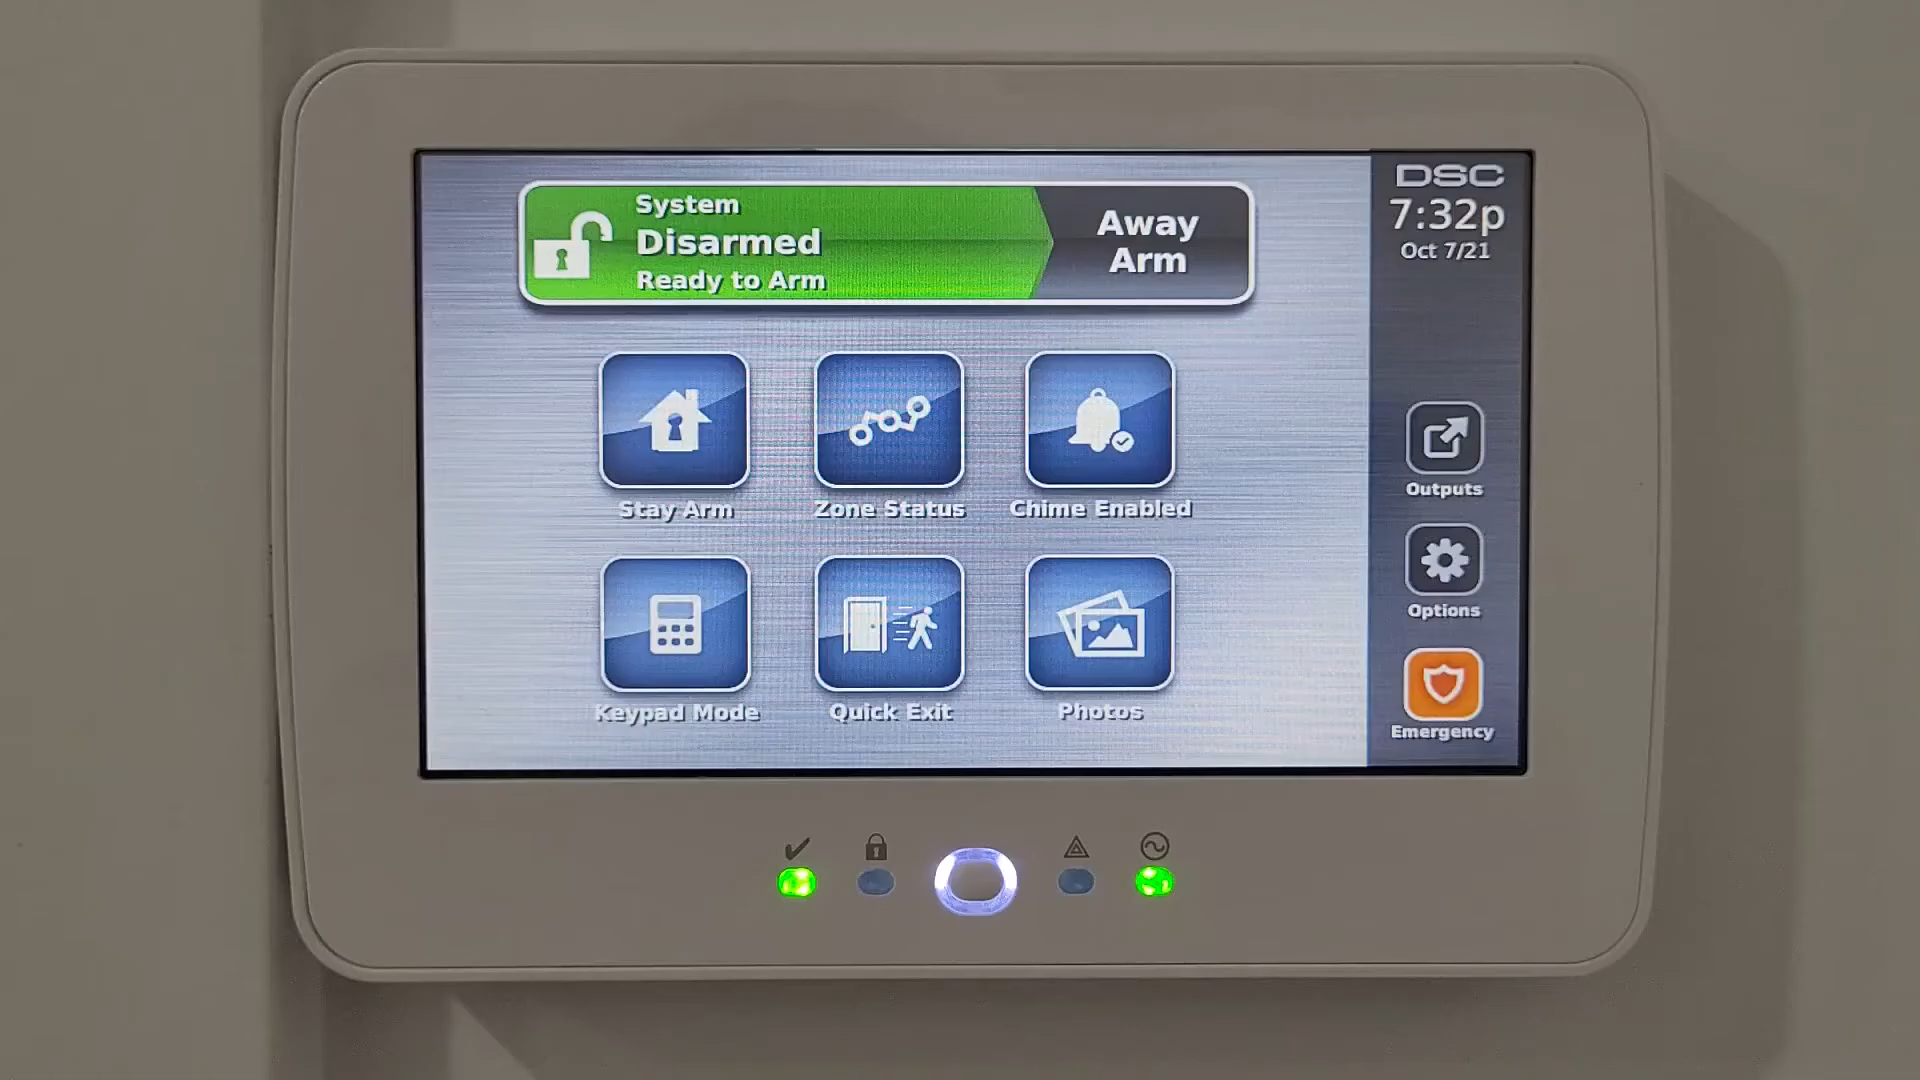 System
Disarmed
Ready to Arm
Away
Arm
DSC
7:32p
Oct 7/21
Stay Arm
Zone Status
Chime Enabled
Outputs
Options
Keypad Mode
Quick Exit
Photos
Emergency